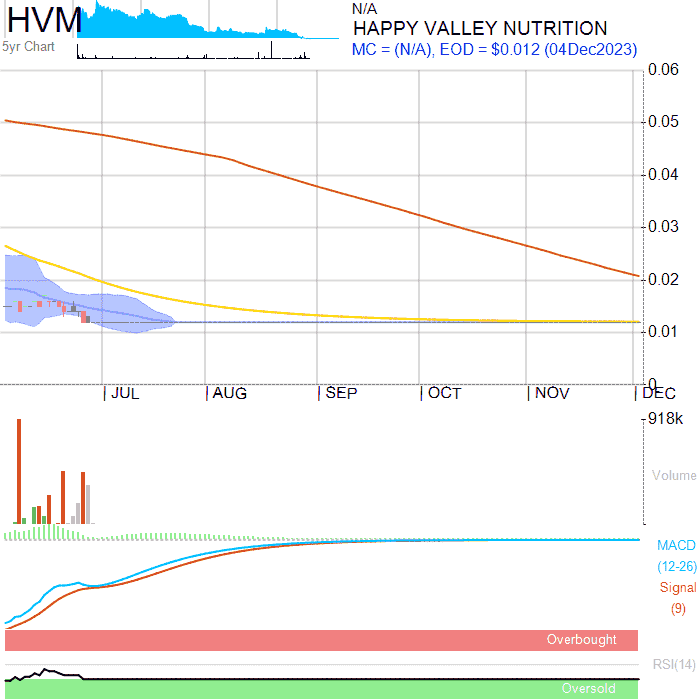 HVM
5yr Chart
N/A
HAPPY VALLEY NUTRITION
MC = (N/A), EOD = $0.012 (04Dec2023)
0.06
0.05
0.04
0.03
0.02
0.01
0
JUL AUG SEP OCT NOV DEC
918k
Volume
MACD
(12-26)
Signal
(9)
Overbought
RSI(14)
Oversold